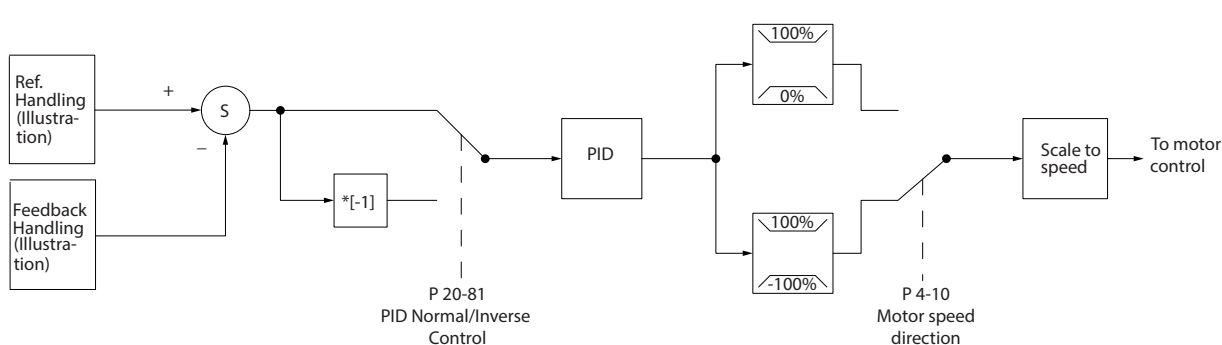 Ref.
Handling
(Illustra-
tion)
+
S
−
Feedback
Handling
(Illustra-
tion)
*[-1]
P 20-81
PID Normal/Inverse
Control
PID
100%
0%
100%
-100%
P 4-10
Motor speed
direction
Scale to
speed
To motor
control